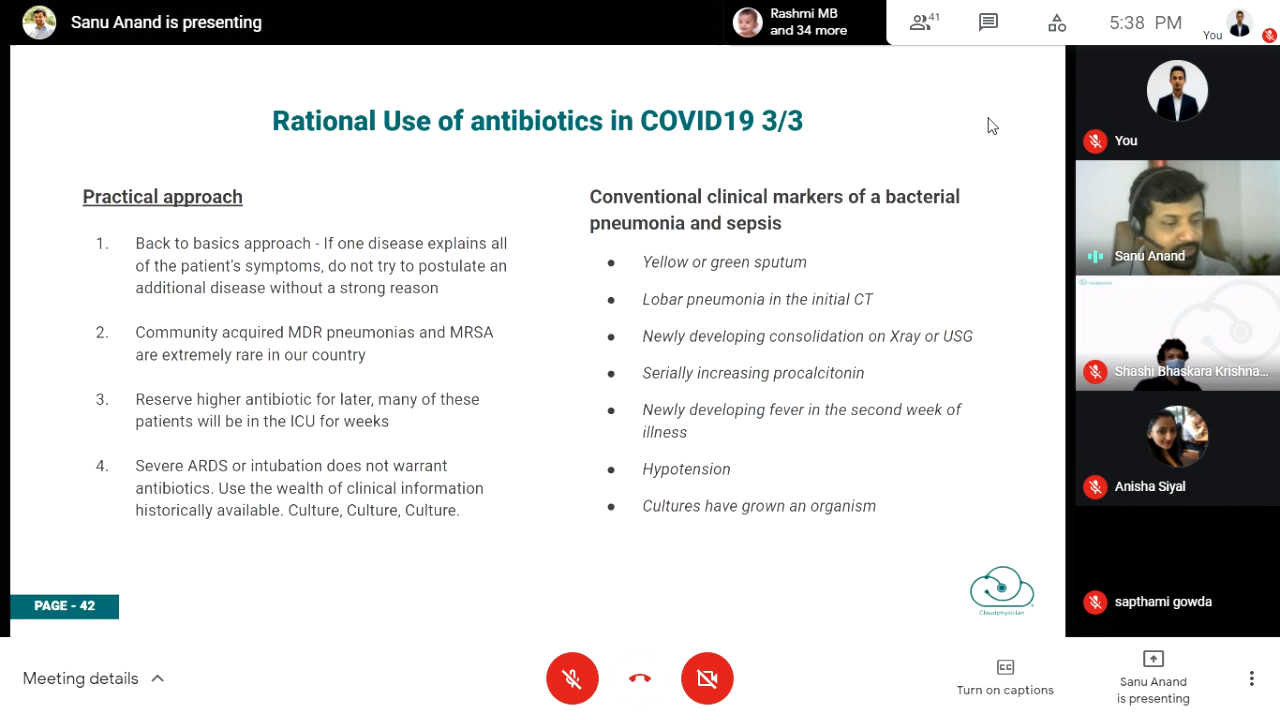 Sanu Anand is presenting
Rashmi MB
and 34 more
41
5:38 PM
You
Rational Use of antibiotics in COVID19 3/3
Practical approach
1. Back to basics approach - If one disease explains all
of the patient's symptoms, do not try to postulate an
additional disease without a strong reason
2. Community acquired MDR pneumonias and MRSA
are extremely rare in our country
3. Reserve higher antibiotic for later, many of these
patients will be in the ICU for weeks
4. Severe ARDS or intubation does not warrant
antibiotics. Use the wealth of clinical information
historically available. Culture, Culture, Culture.
Conventional clinical markers of a bacterial
pneumonia and sepsis
● Yellow or green sputum
● Lobar pneumonia in the initial CT
● Newly developing consolidation on Xray or USG
● Serially increasing procalcitonin
● Newly developing fever in the second week of
illness
● Hypotension
● Cultures have grown an organism
PAGE - 42
Cloudphysician
You
Sanu Anand
Shashi Bhaskara Krishna...
Anisha Siyal
sapthami gowda
Meeting details
CC
Turn on captions
Sanu Anand
is presenting